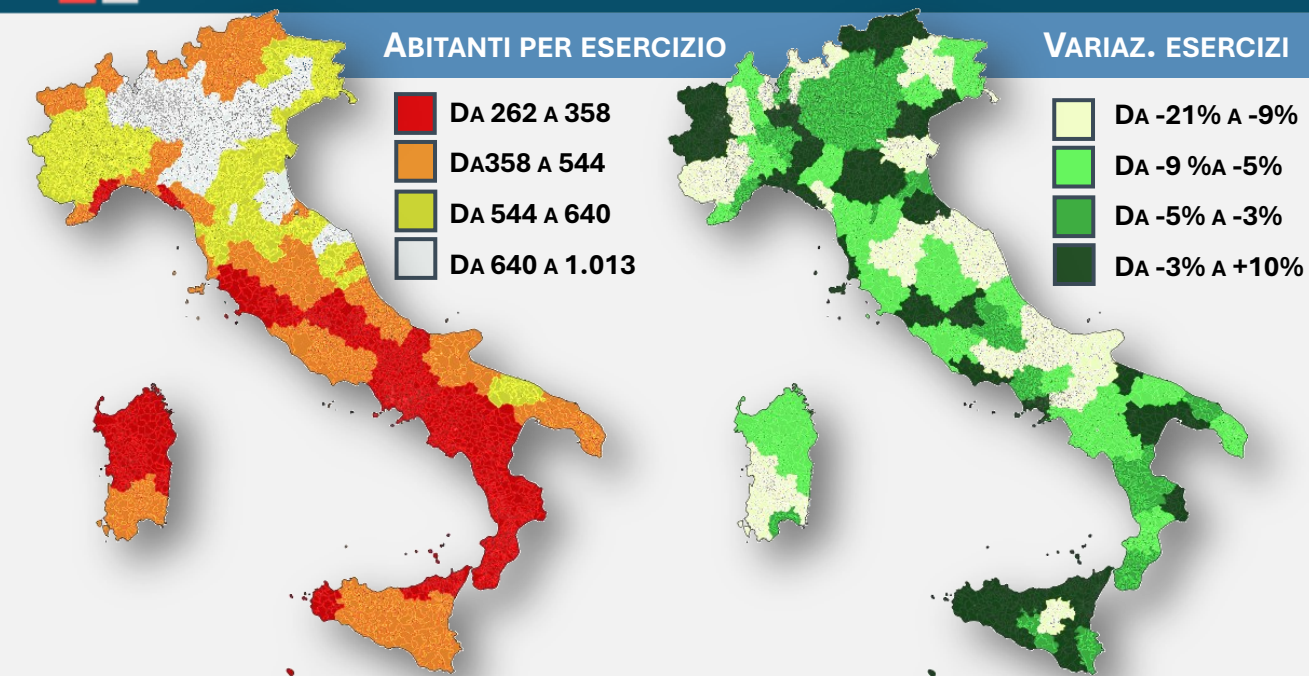 ABITANTI PER ESERCIZIO
DA 262 A 358
DA358 A 544
DA 544 A 640
DA 640 A 1.013
VARIAZ. ESERCIZI
DA -21% A -9%
DA -9 %A -5%
DA -5% A -3%
DA -3% A +10%